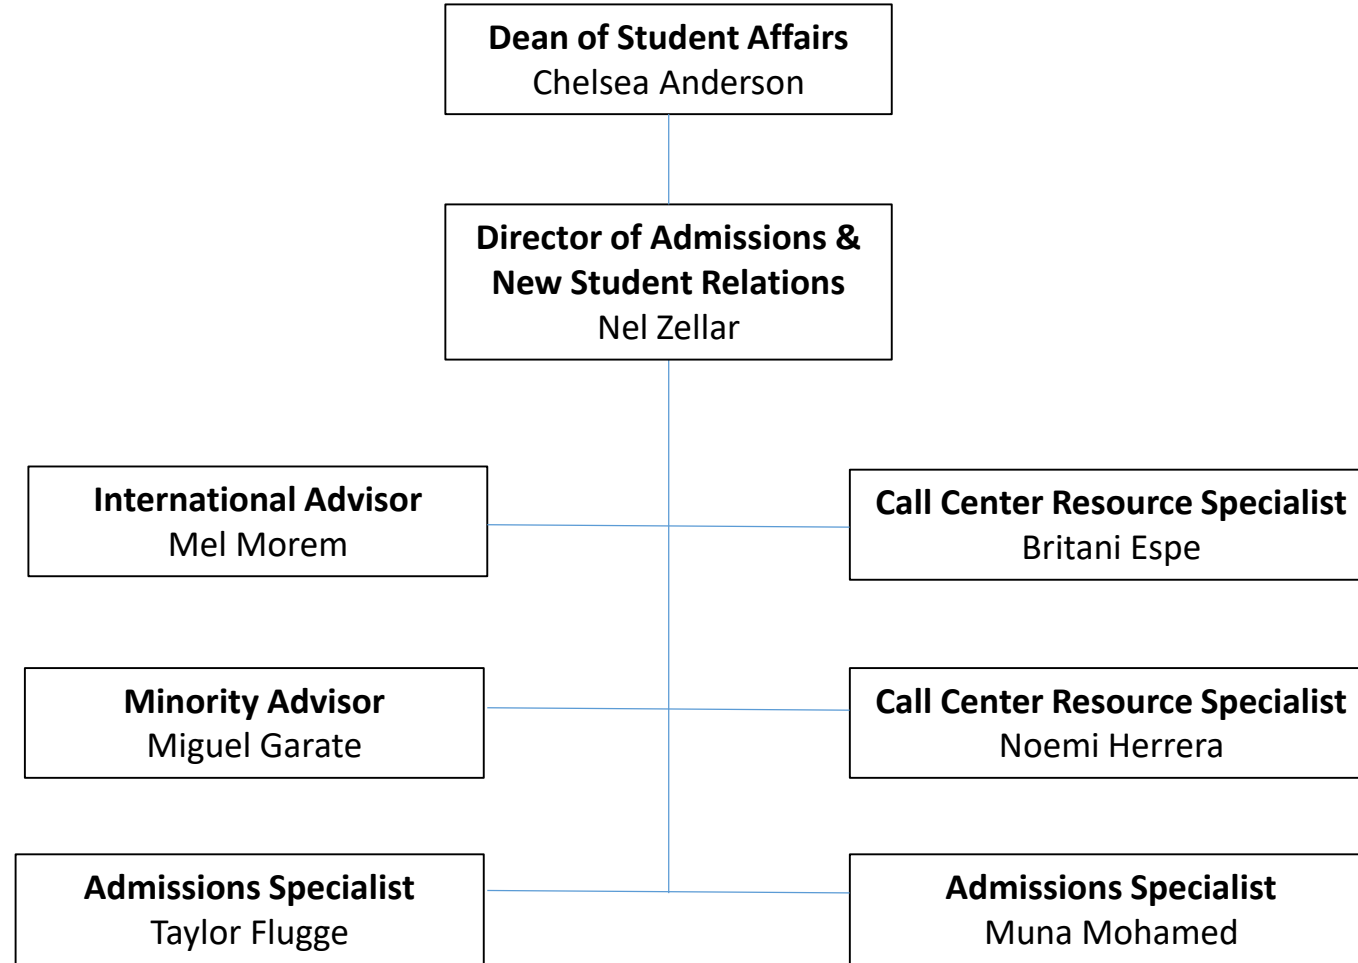 Dean of Student Affairs
Chelsea Anderson
Director of Admissions &
New Student Relations
Nel Zellar
International Advisor
Mel Morem
Call Center Resource Specialist
Britani Espe
Minority Advisor
Miguel Garate
Call Center Resource Specialist
Noemi Herrera
Admissions Specialist
Taylor Flugge
Admissions Specialist
Muna Mohamed